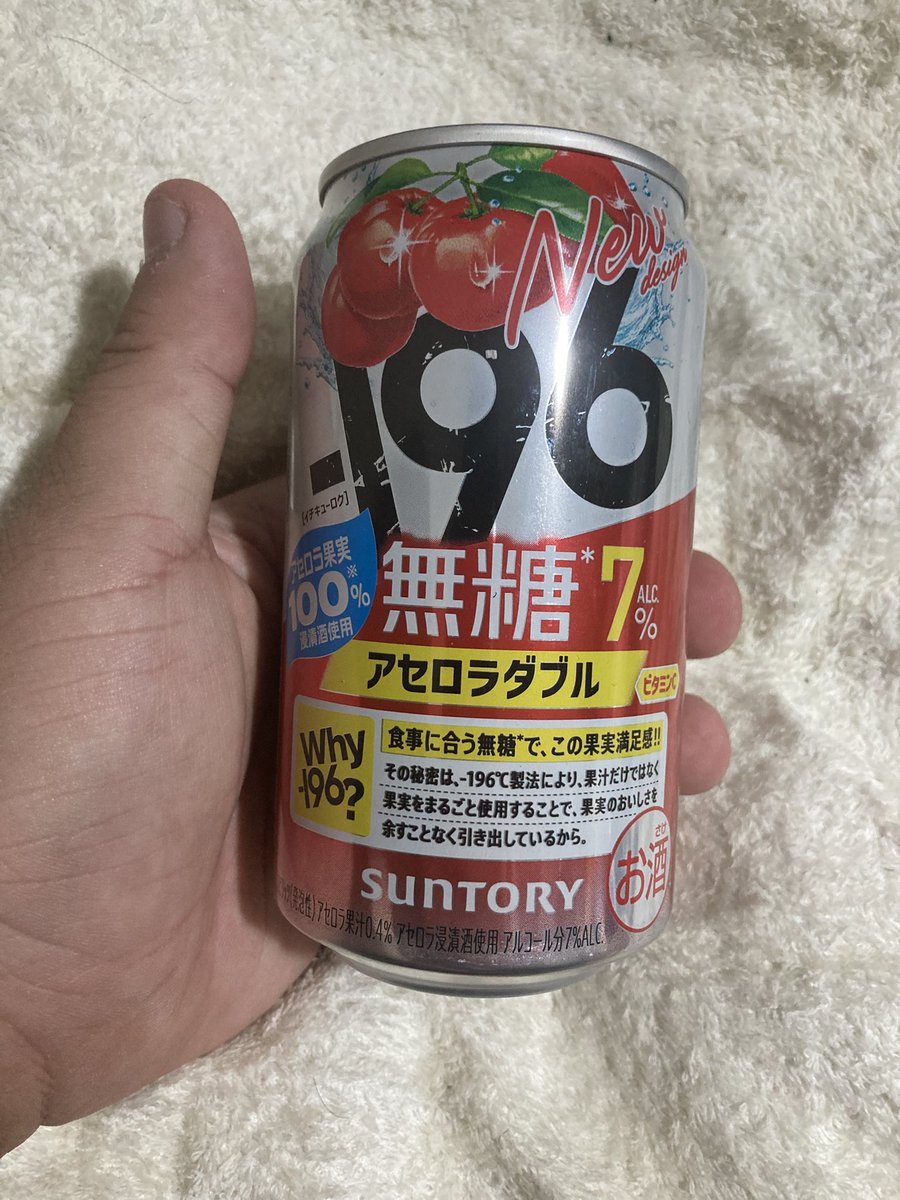 New
design
-196
[イチキューロク]
アセロラ果実
100%※
浸漬酒使用
無糖* 7 ALC.%
アセロラダブル
ビタミンC
Why
-196?
食事に合う無糖*で、この果実満足感!!
その秘密は、-196℃製法により、果汁だけではなく
果実をまるごと使用することで、果実のおいしさを
余すことなく引き出しているから。
SUNTORY
さけ
お酒
(発泡性) アセロラ果汁0.4% アセロラ浸漬酒使用 アルコール分7%ALC.